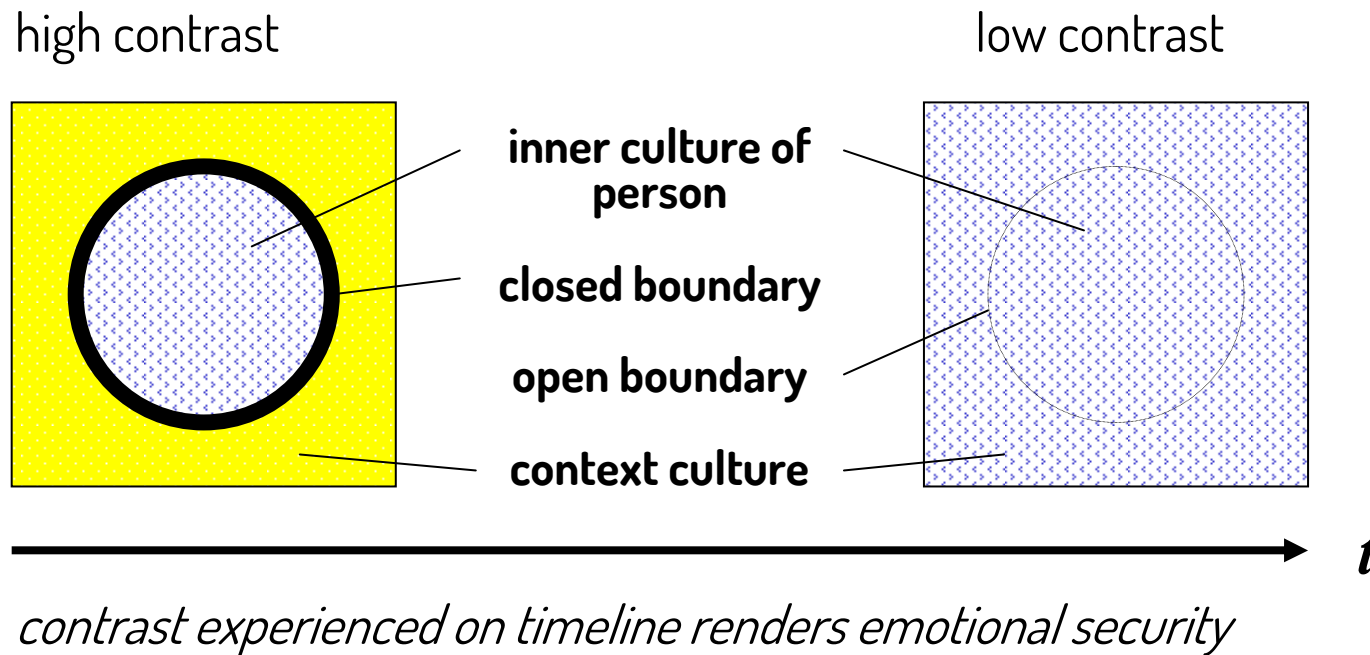 high contrast
low contrast
inner culture of
person
closed boundary
open boundary
context culture
t
contrast experienced on timeline renders emotional security